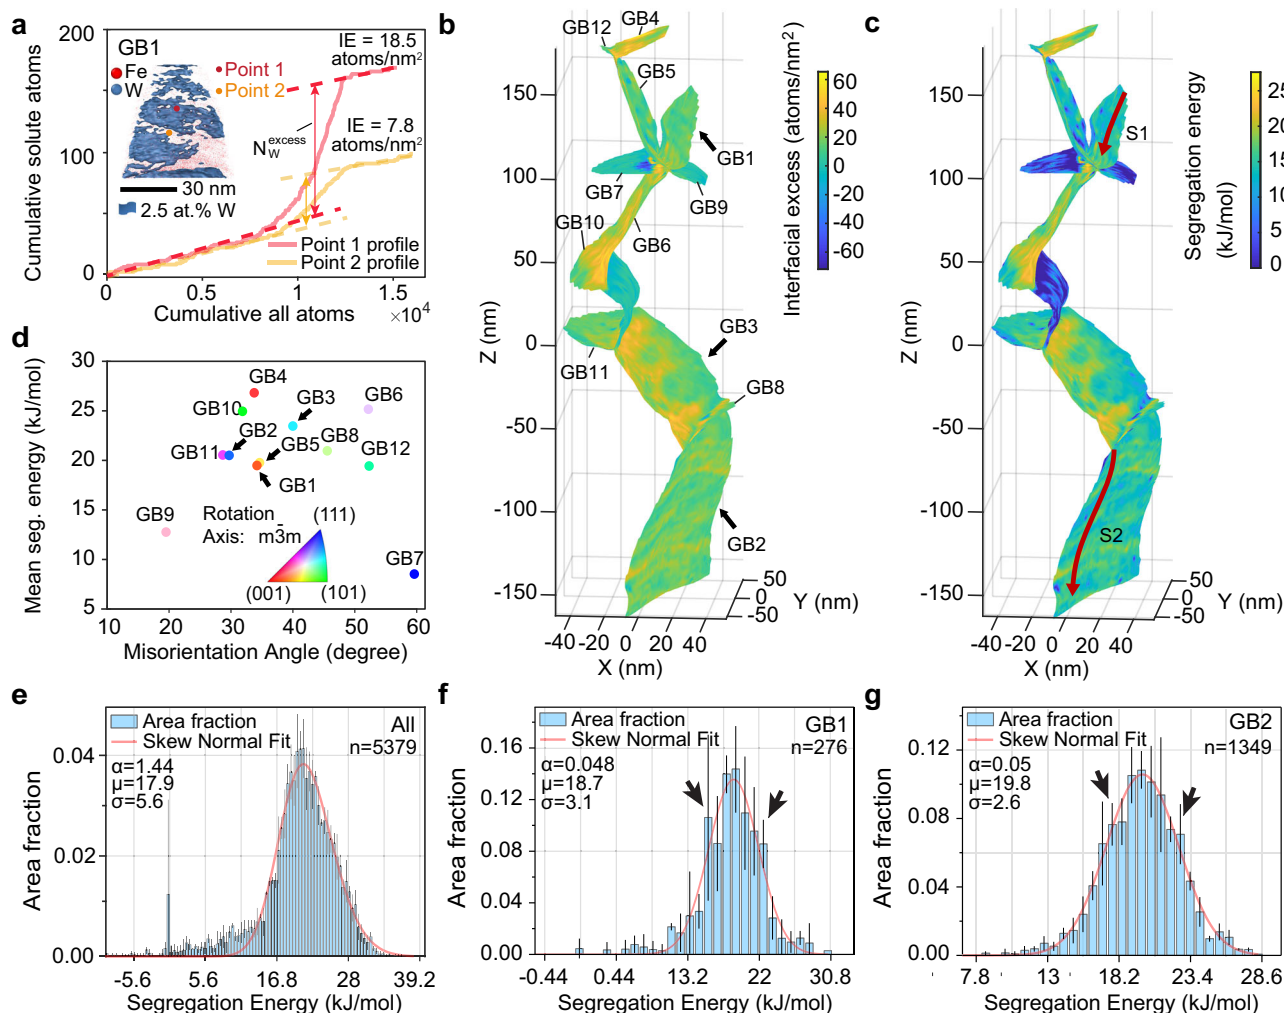 a
200
100
0
Cumulative solute atoms
GB1
Fe
W
Point 1
Point 2
30 nm
2.5 at.% W
IE = 18.5
atoms/nm²
N_W^excess
IE = 7.8
atoms/nm²
Point 1 profile
Point 2 profile
0 0.5 1.0 1.5
Cumulative all atoms ×10⁴
b
GB12
GB4
GB5
GB1
GB7
GB9
GB10
GB6
GB3
GB11
GB8
GB2
150
100
50
0
-50
-100
-150
Z (nm)
-40 0 20 40
X (nm)
50
0
-50
Y (nm)
Interfacial excess (atoms/nm²)
60
40
20
0
-20
-40
-60
c
S1
S2
150
100
50
0
-50
-100
-150
Z (nm)
-40 0 20 40
X (nm)
50
0
-50
Y (nm)
Segregation energy
(kJ/mol)
25
20
15
10
5
0
d
30
25
20
15
10
5
Mean seg. energy (kJ/mol)
GB4
GB10
GB3
GB6
GB2
GB11
GB5
GB8
GB12
GB1
GB9
GB7
Rotation
Axis: m3̄m
(111)
(001)
(101)
10 20 30 40 50 60
Misorientation Angle (degree)
e
Area fraction
Skew Normal Fit
All
n=5379
α=1.44
μ=17.9
σ=5.6
0.04
0.02
0.00
Area fraction
-5.6 5.6 16.8 28 39.2
Segregation Energy (kJ/mol)
f
Area fraction
Skew Normal Fit
GB1
n=276
α=0.048
μ=18.7
σ=3.1
0.16
0.12
0.08
0.04
0.00
Area fraction
-0.44 0.44 13.2 22 30.8
Segregation Energy (kJ/mol)
g
Area fraction
Skew Normal Fit
GB2
n=1349
α=0.05
μ=19.8
σ=2.6
0.12
0.08
0.04
0.00
Area fraction
7.8 13 18.2 23.4 28.6
Segregation Energy (kJ/mol)